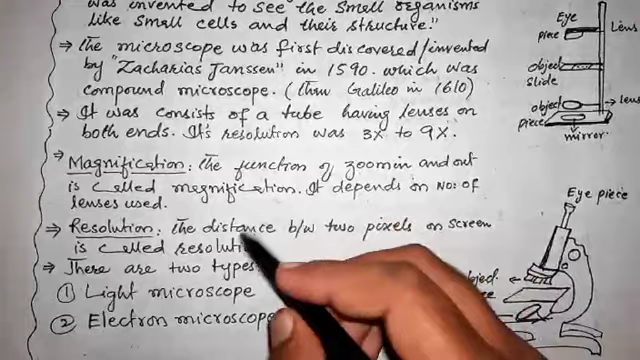 was invented to see the small organisms
like small cells and their structure."
⇒ The microscope was first discovered/invented
by "Zacharias Janssen" in 1590. which was
compound microscope. (then Galileo in 1610)
⇒ It was consists of a tube having lenses on
both ends. It's resolution was 3X to 9X.
⇒ Magnification: The function of zoomin and out
is called magnification. It depends on No: of
lenses used.
⇒ Resolution: The distance b/w two pixels on screen
is called
⇒ There are two types
① Light microscope
② Electron microscope
Eye
piece
Lens
object
slide
object
piece
lens
mirror
Eye piece
object